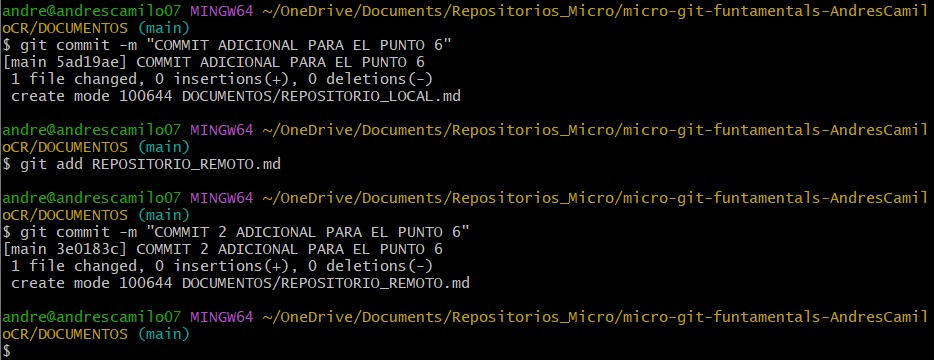 andre@andrescamilo07 MINGW64 ~/OneDrive/Documents/Repositorios_Micro/micro-git-funtamentals-AndresCamil
oCR/DOCUMENTOS (main)
$ git commit -m "COMMIT ADICIONAL PARA EL PUNTO 6"
[main 5ad19ae] COMMIT ADICIONAL PARA EL PUNTO 6
 1 file changed, 0 insertions(+), 0 deletions(-)
 create mode 100644 DOCUMENTOS/REPOSITORIO_LOCAL.md

andre@andrescamilo07 MINGW64 ~/OneDrive/Documents/Repositorios_Micro/micro-git-funtamentals-AndresCamil
oCR/DOCUMENTOS (main)
$ git add REPOSITORIO_REMOTO.md

andre@andrescamilo07 MINGW64 ~/OneDrive/Documents/Repositorios_Micro/micro-git-funtamentals-AndresCamil
oCR/DOCUMENTOS (main)
$ git commit -m "COMMIT 2 ADICIONAL PARA EL PUNTO 6"
[main 3e0183c] COMMIT 2 ADICIONAL PARA EL PUNTO 6
 1 file changed, 0 insertions(+), 0 deletions(-)
 create mode 100644 DOCUMENTOS/REPOSITORIO_REMOTO.md

andre@andrescamilo07 MINGW64 ~/OneDrive/Documents/Repositorios_Micro/micro-git-funtamentals-AndresCamil
oCR/DOCUMENTOS (main)
$